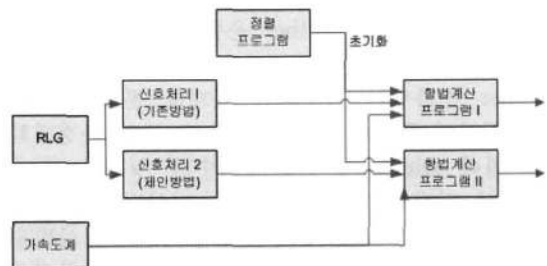 정렬
프로그램
초기화
신호처리 I
(기존방법)
항법계산
프로그램 I
RLG
신호처리 2
(제안방법)
항법계산
프로그램 II
가속도계